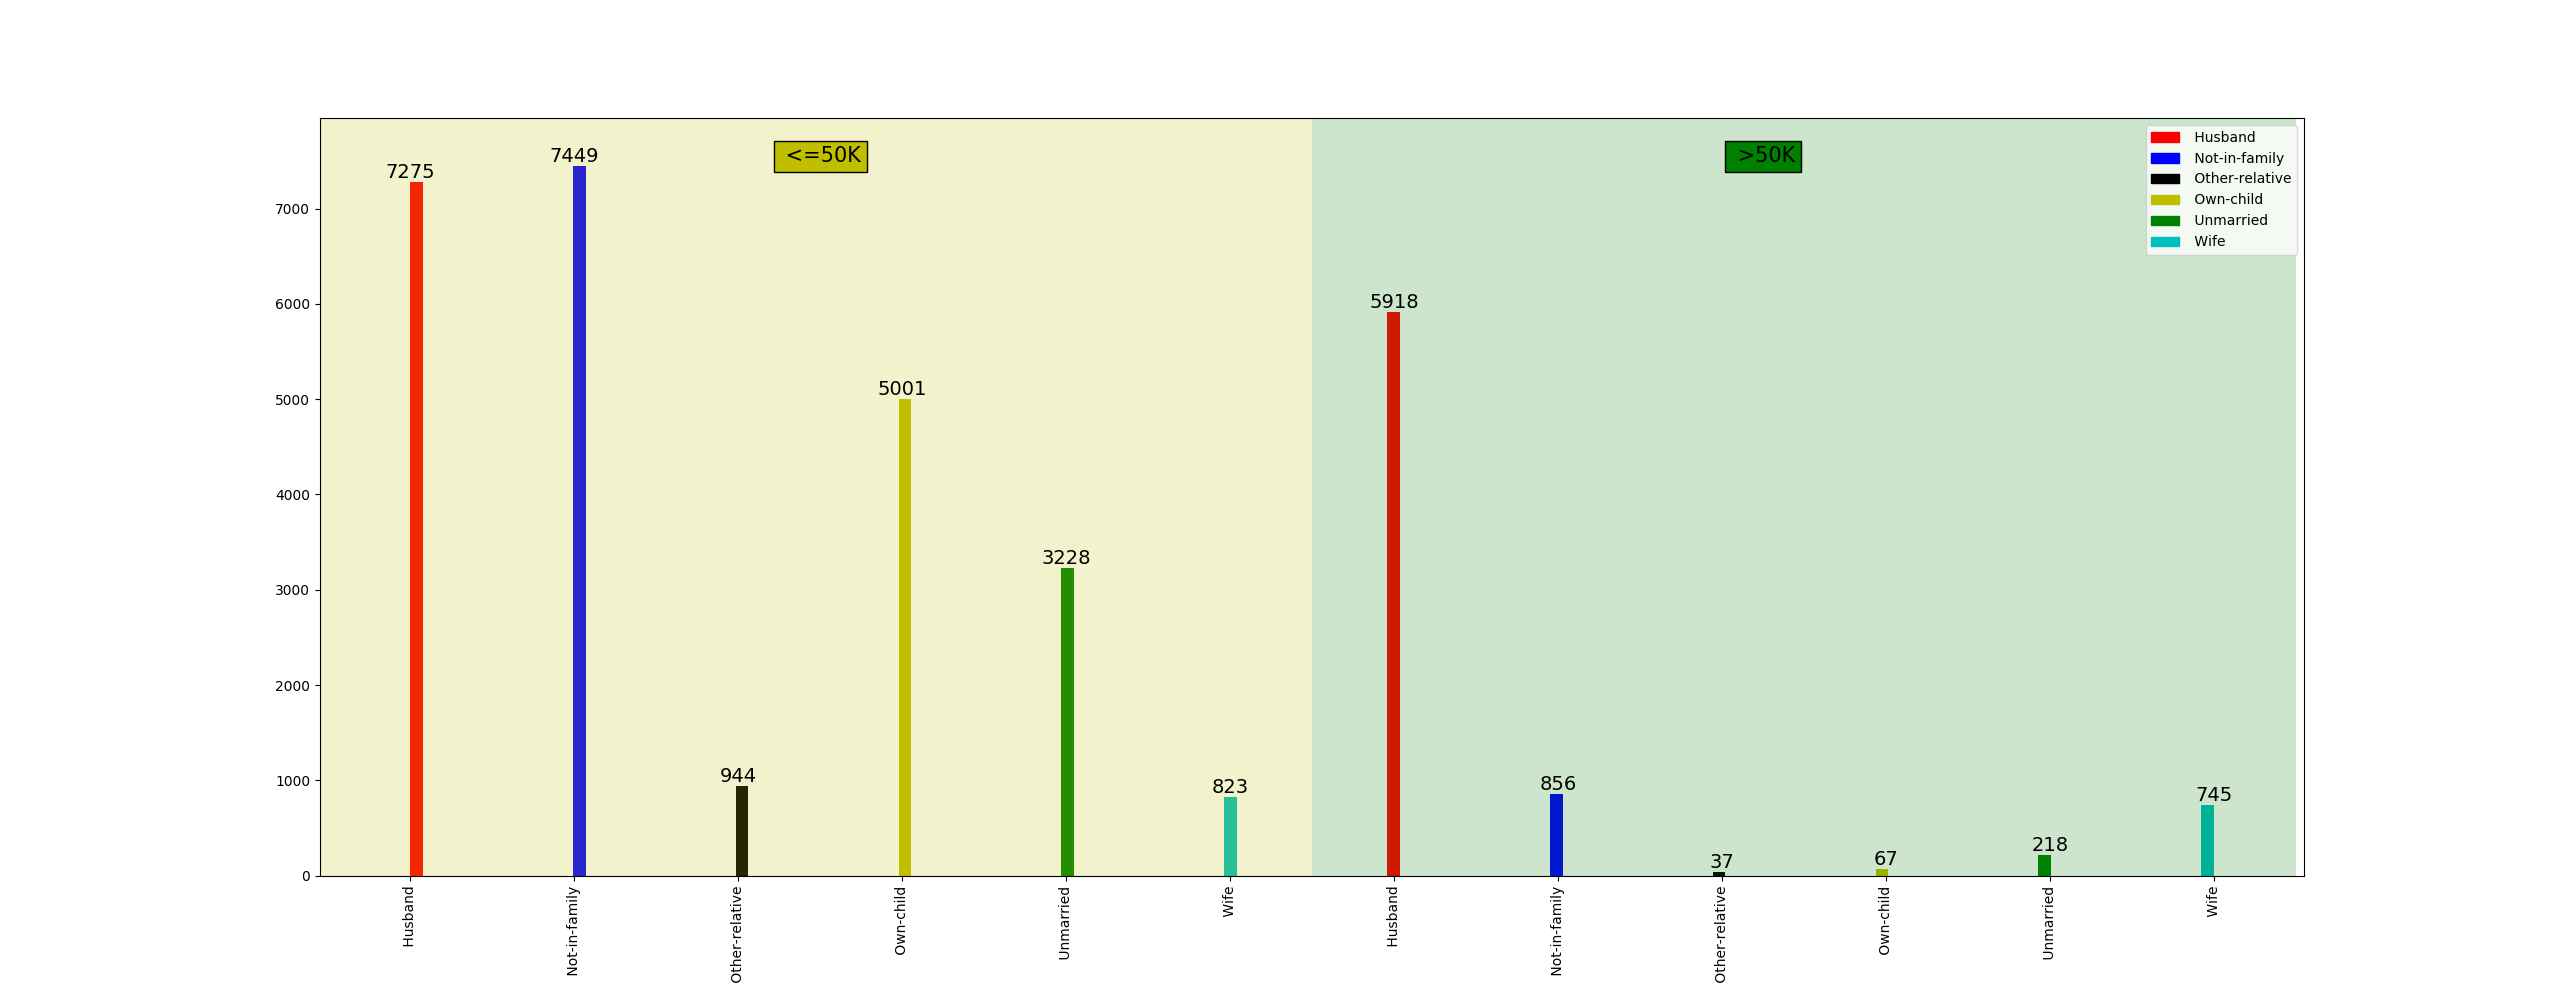 <=50K
>50K
Husband
Not-in-family
Other-relative
Own-child
Unmarried
Wife
7275
7449
944
5001
3228
823
5918
856
37
67
218
745
7000
6000
5000
4000
3000
2000
1000
0
Husband
Not-in-family
Other-relative
Own-child
Unmarried
Wife
Husband
Not-in-family
Other-relative
Own-child
Unmarried
Wife